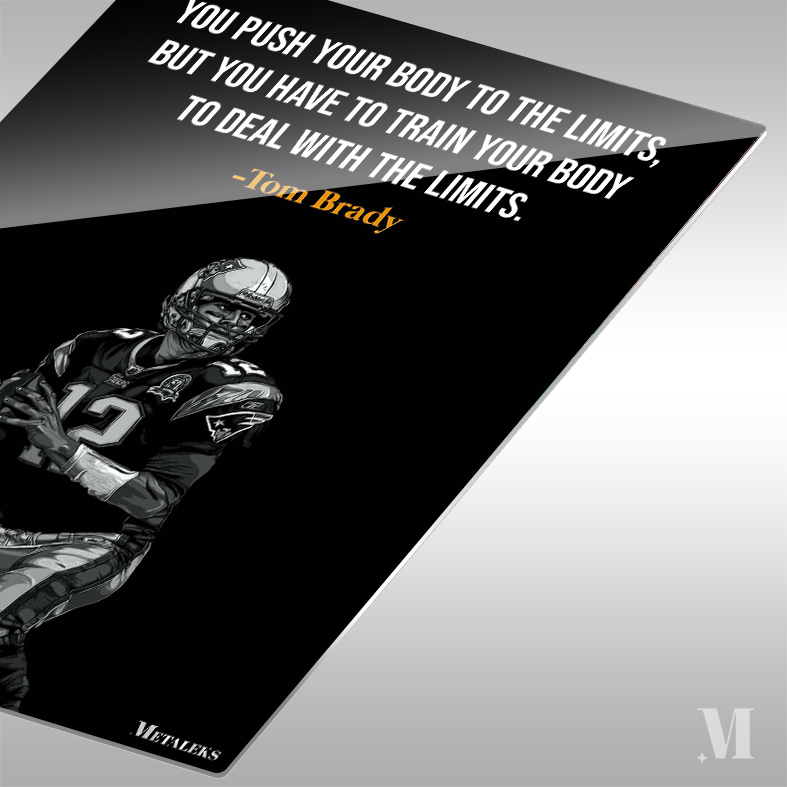 YOU PUSH YOUR BODY TO THE LIMITS,
BUT YOU HAVE TO TRAIN YOUR BODY
TO DEAL WITH THE LIMITS.
-Tom Brady
12
12
METALEKS
M